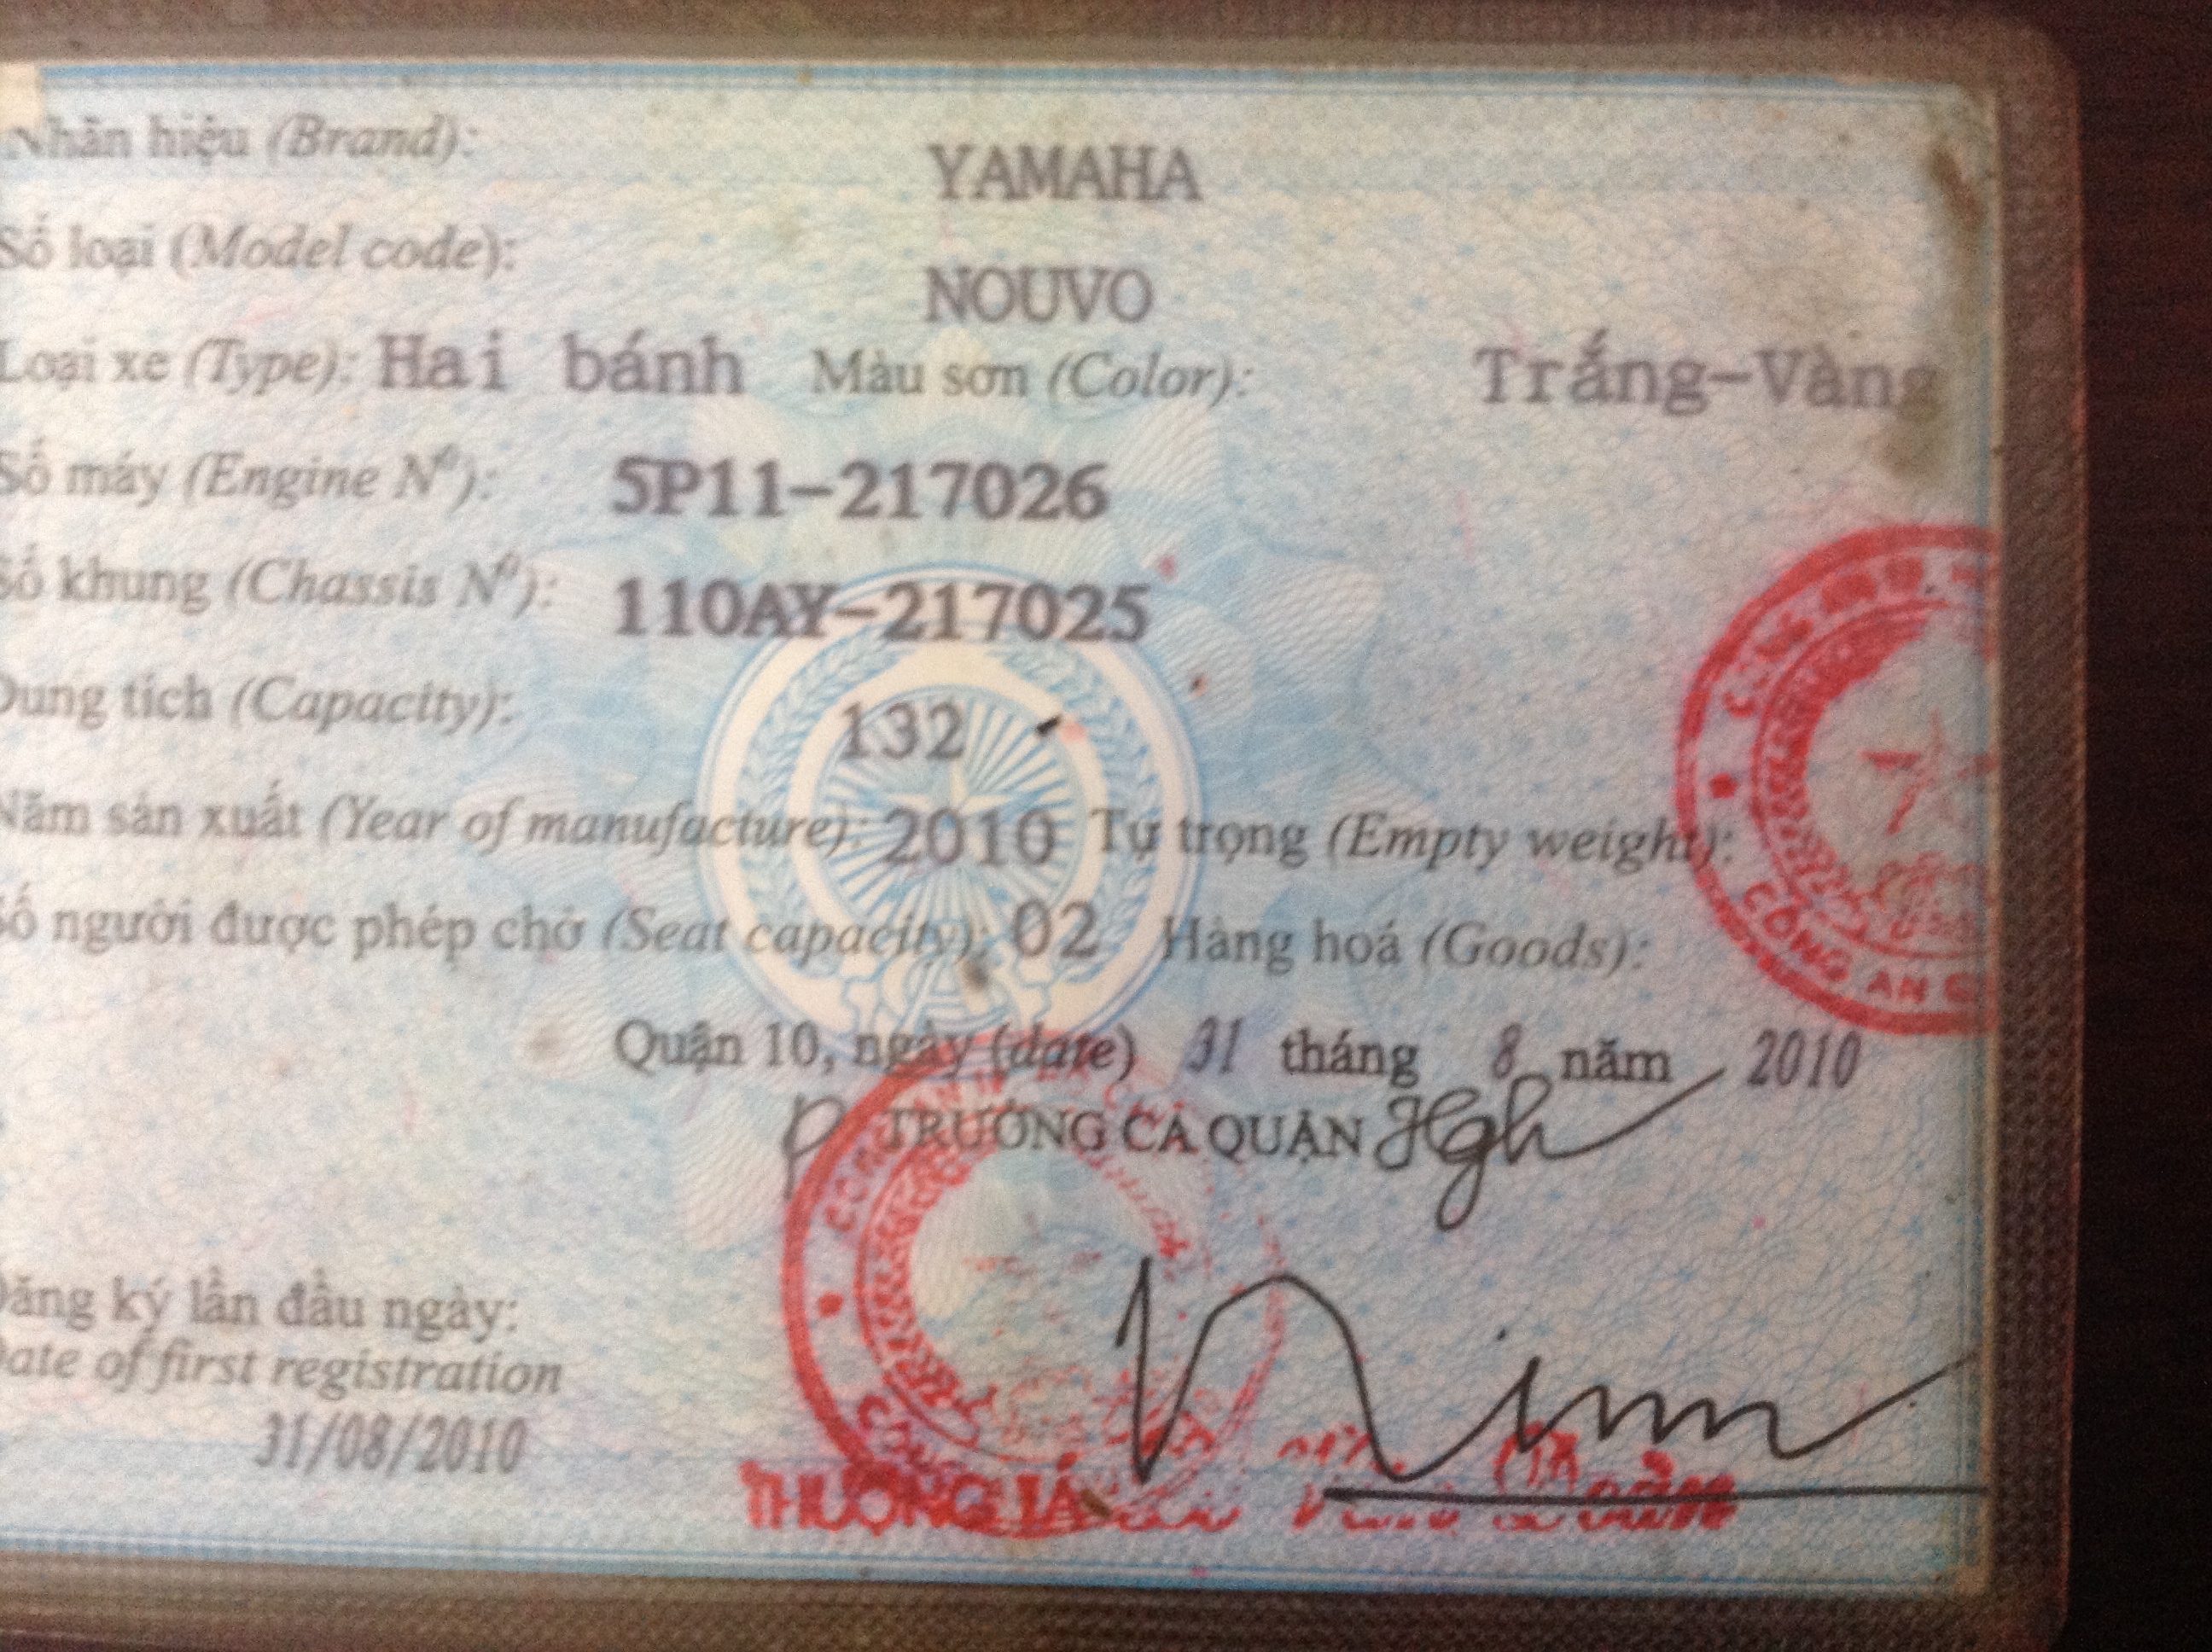 Nhãn hiệu (Brand): YAMAHA
Số loại (Model code): NOUVO
Loại xe (Type): Hai bánh Màu sơn (Color): Trắng-Vàng
Số máy (Engine Nº): 5P11-217026
Số khung (Chassis Nº): 110AY-217025
Dung tích (Capacity): 132
Năm sản xuất (Year of manufacture): 2010 Tự trọng (Empty weight):
Số người được phép chở (Seat capacity): 02 Hàng hoá (Goods):
CÔNG AN
Quận 10, ngày (date) 31 tháng 8 năm 2010
P TRƯỞNG CA QUẬN
Đăng ký lần đầu ngày:
Date of first registration
31/08/2010
THƯỢNG TÁ